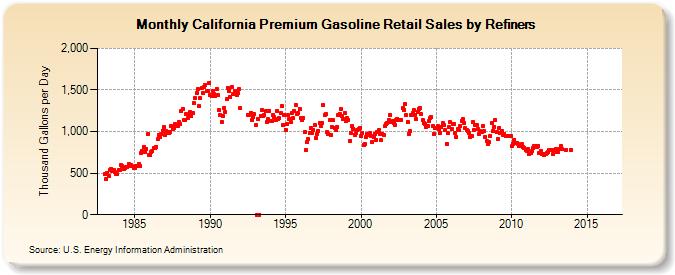 Monthly California Premium Gasoline Retail Sales by Refiners
Thousand Gallons per Day
2,000
1,500
1,000
500
0
1985 1990 1995 2000 2005 2010 2015
Source: U.S. Energy Information Administration